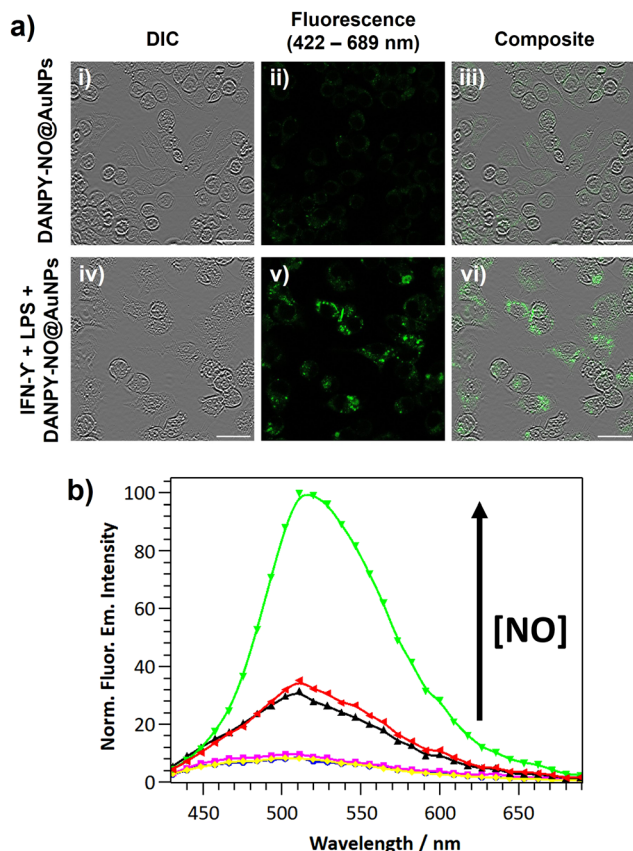 a)
DIC
Fluorescence
(422 – 689 nm)
Composite
DANPY-NO@AuNPs
i)
ii)
iii)
IFN-ϒ + LPS +
DANPY-NO@AuNPs
iv)
v)
vi)
b)
Norm. Fluor. Em. Intensity
100
80
60
40
20
0
[NO]
450
500
550
600
650
Wavelength / nm